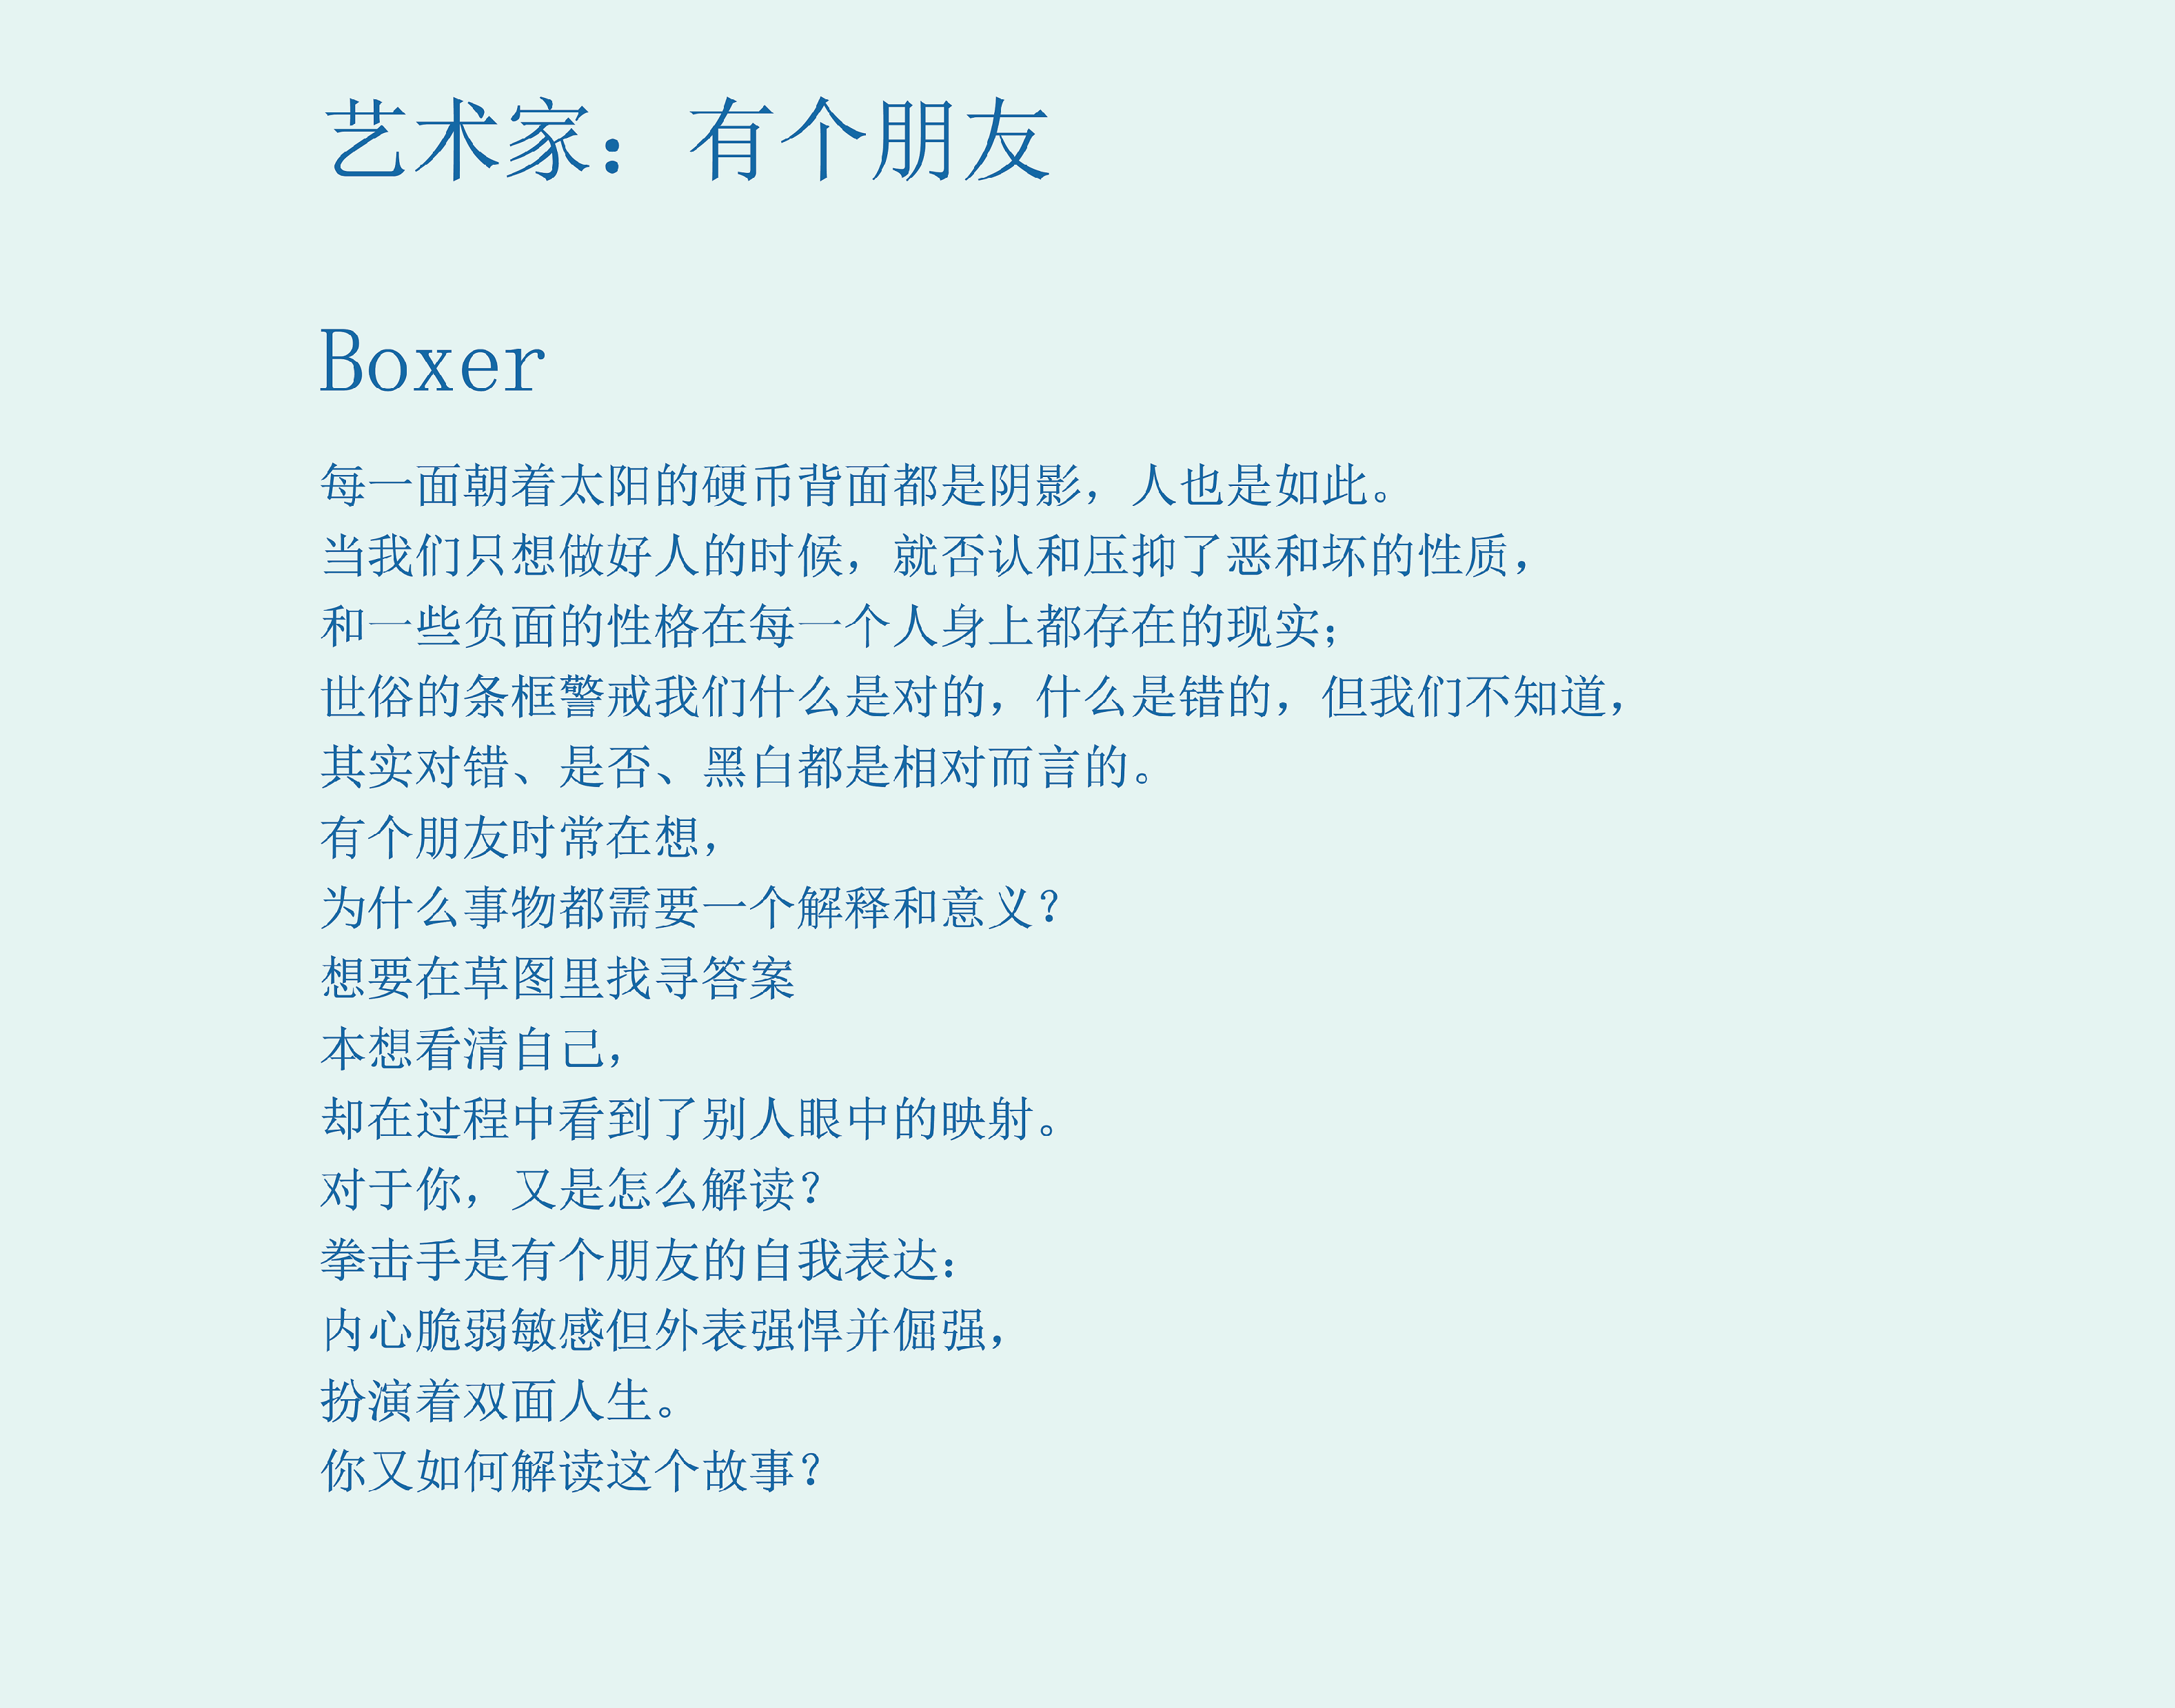 艺术家：有个朋友
Boxer
每一面朝着太阳的硬币背面都是阴影，人也是如此。
当我们只想做好人的时候，就否认和压抑了恶和坏的性质，
和一些负面的性格在每一个人身上都存在的现实；
世俗的条框警戒我们什么是对的，什么是错的，但我们不知道，
其实对错、是否、黑白都是相对而言的。
有个朋友时常在想，
为什么事物都需要一个解释和意义？
想要在草图里找寻答案
本想看清自己，
却在过程中看到了别人眼中的映射。
对于你，又是怎么解读？
拳击手是有个朋友的自我表达：
内心脆弱敏感但外表强悍并倔强，
扮演着双面人生。
你又如何解读这个故事？